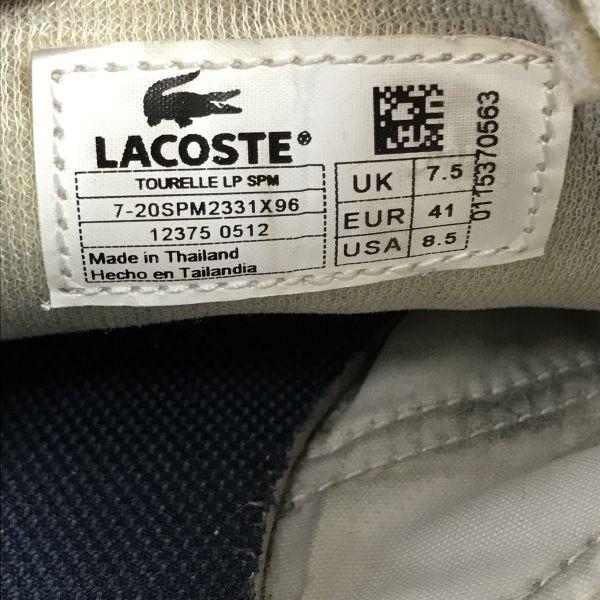 LACOSTE
TOURELLE LP SPM
7-20SPM2331X96
12375 0512
Made in Thailand
Hecho en Tailandia
UK 7.5
EUR 41
USA 8.5
0115370563